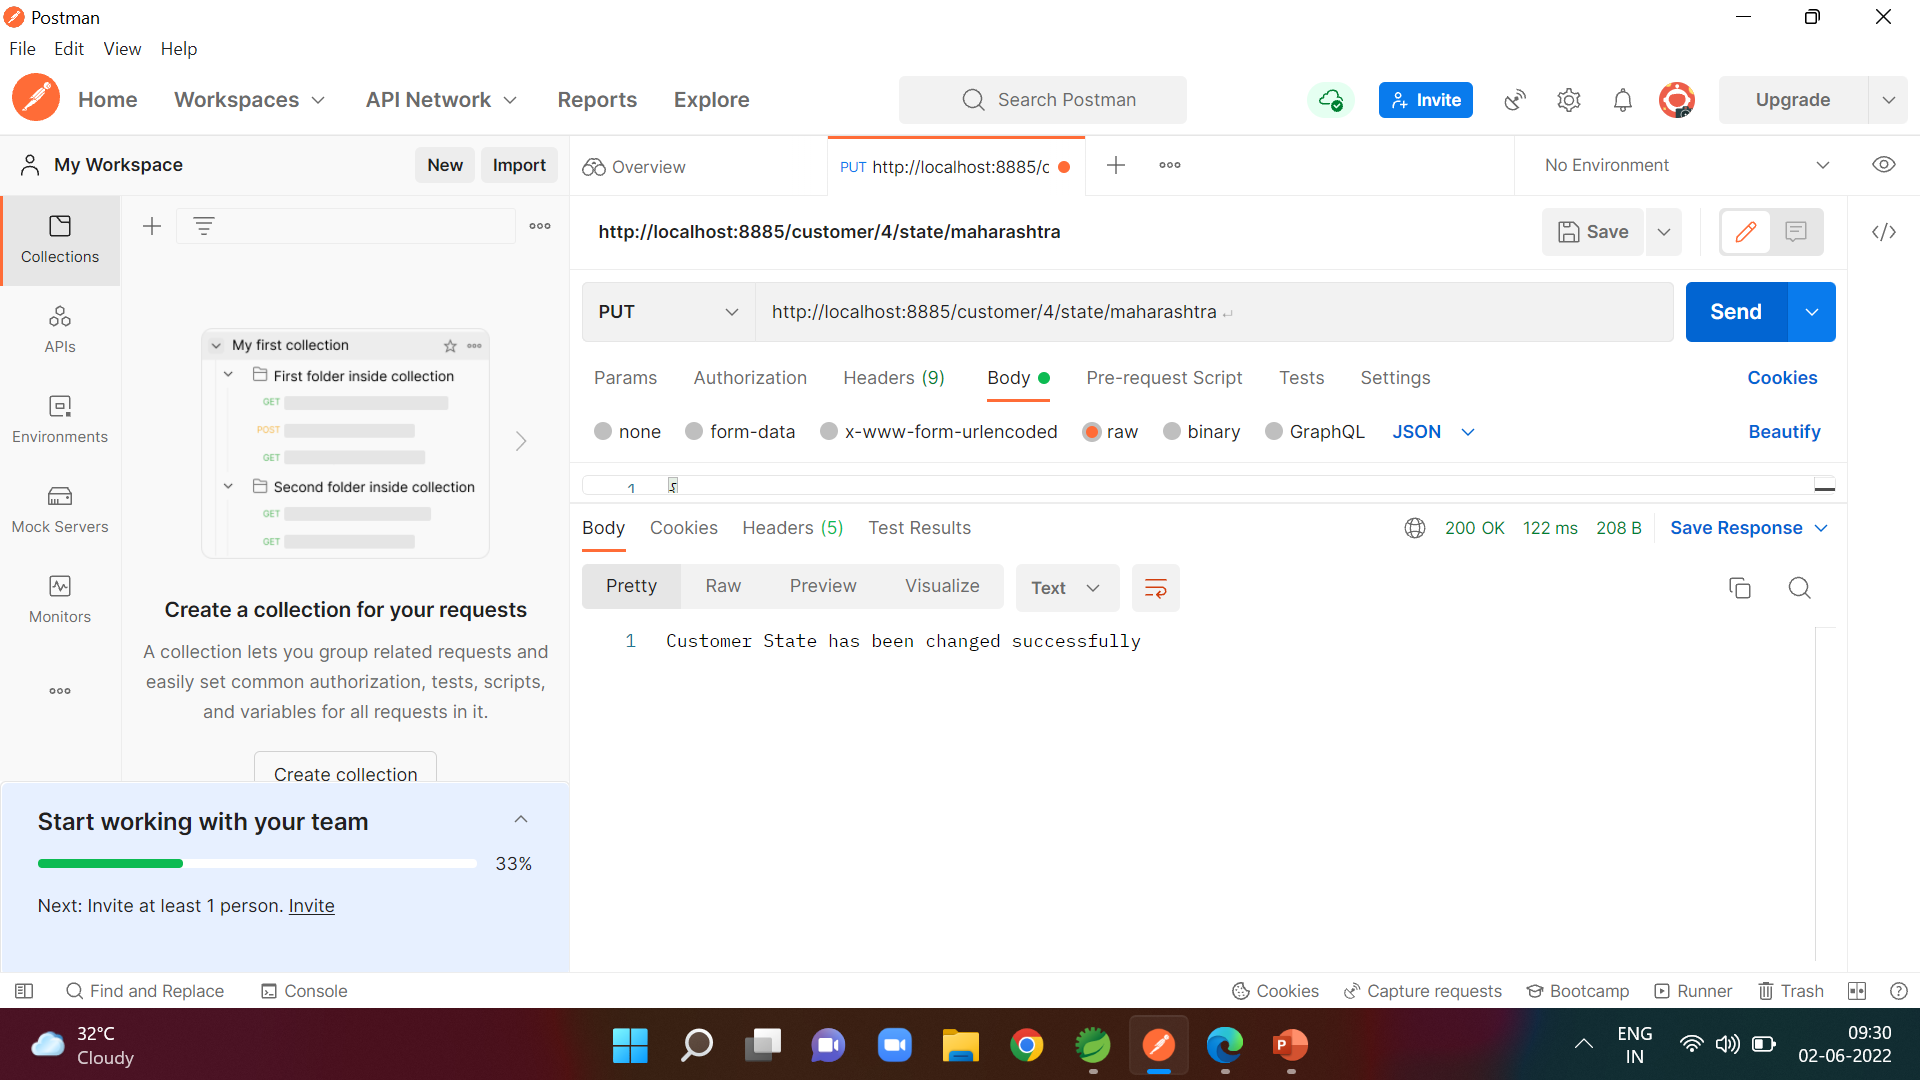 Postman
File Edit View Help
Home Workspaces API Network Reports Explore Search Postman Invite Upgrade
My Workspace New Import Overview PUT http://localhost:8885/c No Environment
Collections
APIs
Environments
Mock Servers
Monitors
My first collection
First folder inside collection
GET
POST
GET
Second folder inside collection
GET
GET
Create a collection for your requests
A collection lets you group related requests and
easily set common authorization, tests, scripts,
and variables for all requests in it.
Create collection
Start working with your team
33%
Next: Invite at least 1 person. Invite
http://localhost:8885/customer/4/state/maharashtra Save
PUT http://localhost:8885/customer/4/state/maharashtra Send
Params Authorization Headers (9) Body Pre-request Script Tests Settings Cookies
none form-data x-www-form-urlencoded raw binary GraphQL JSON Beautify
1 {
Body Cookies Headers (5) Test Results 200 OK 122 ms 208 B Save Response
Pretty Raw Preview Visualize Text
1 Customer State has been changed successfully
Find and Replace Console Cookies Capture requests Bootcamp Runner Trash
32°C
Cloudy
ENG
IN
09:30
02-06-2022